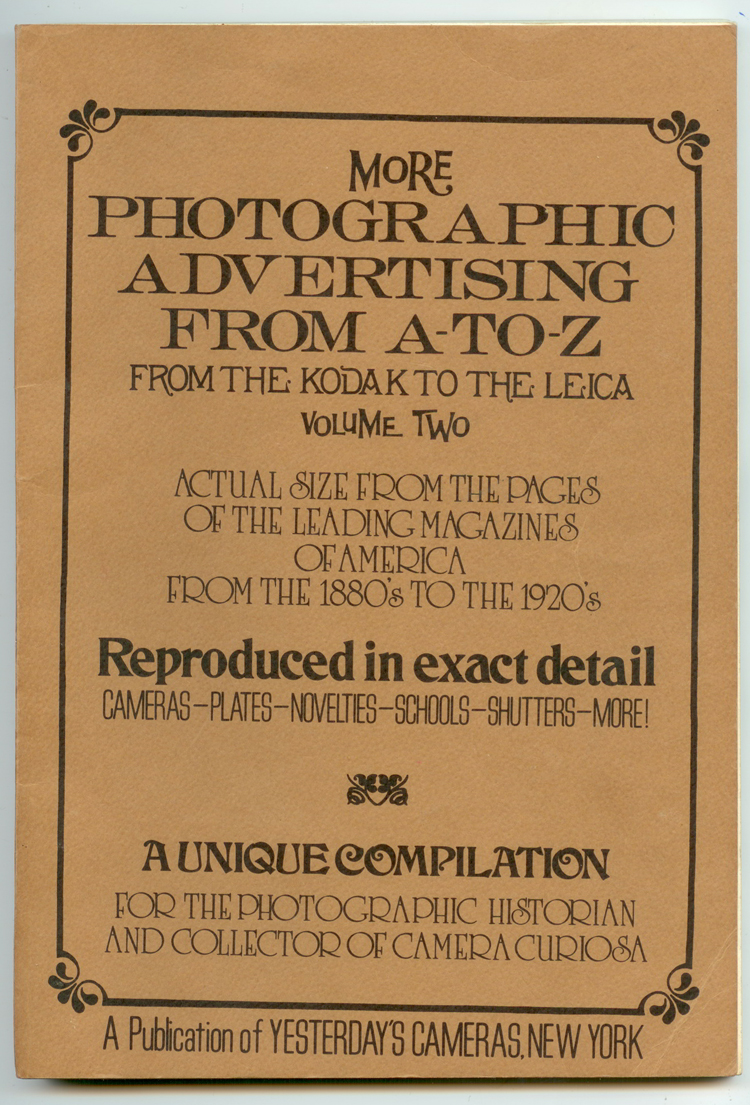 MORE
PHOTOGRAPHIC
ADVERTISING
FROM A-TO-Z
FROM THE KODAK TO THE LEICA
VOLUME TWO
ACTUAL SIZE FROM THE PAGES
OF THE LEADING MAGAZINES
OF AMERICA
FROM THE 1880's TO THE 1920's
Reproduced in exact detail
CAMERAS–PLATES–NOVELTIES–SCHOOLS–SHUTTERS–MORE!
A UNIQUE COMPILATION
FOR THE PHOTOGRAPHIC HISTORIAN
AND COLLECTOR OF CAMERA CURIOSA
A Publication of YESTERDAY'S CAMERAS, NEW YORK